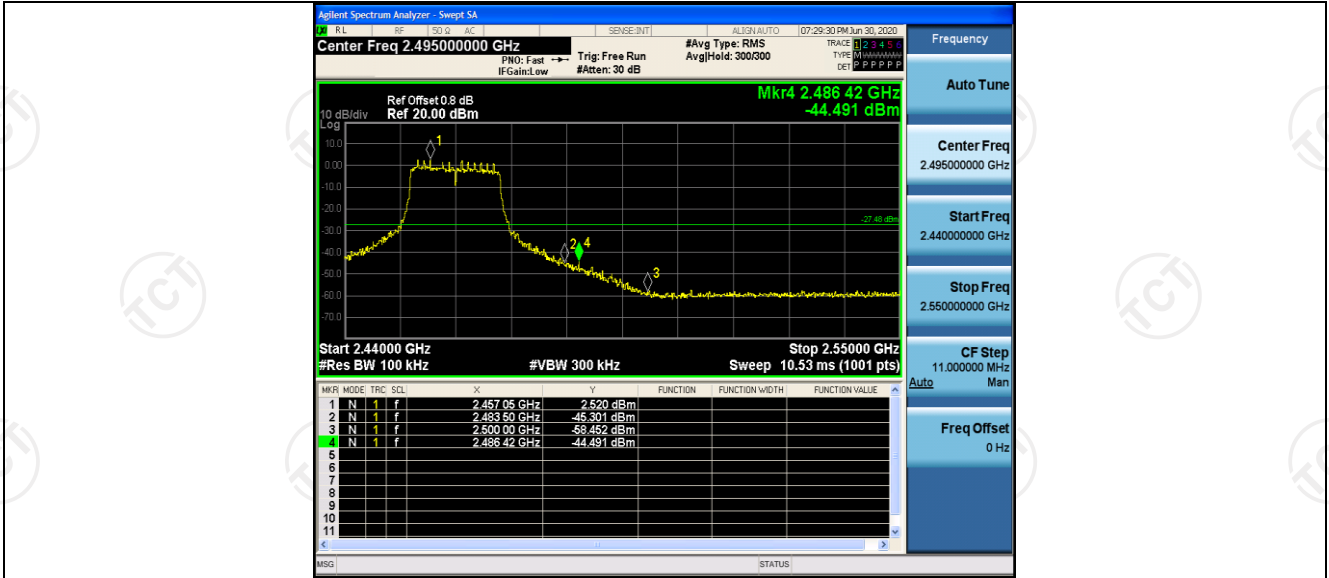 Agilent Spectrum Analyzer - Swept SA
RL RF 50 Ω AC SENSE:INT ALIGN AUTO 07:29:30 PM Jun 30, 2020
Center Freq 2.495000000 GHz
PNO: Fast
IFGain:Low
Trig: Free Run
#Atten: 30 dB
#Avg Type: RMS
Avg|Hold: 300/300
TRACE 1 2 3 4 5 6
TYPE M
DET P P P P P P
Frequency
Mkr4 2.486 42 GHz
-44.491 dBm
Ref Offset 0.8 dB
10 dB/div Ref 20.00 dBm
Log
10.0
0.00
-10.0
-20.0
-30.0
-40.0
-50.0
-60.0
-70.0
1
2
4
3
-27.48 dBm
Start 2.44000 GHz Stop 2.55000 GHz
#Res BW 100 kHz #VBW 300 kHz Sweep 10.53 ms (1001 pts)
MKR MODE TRC SCL X Y FUNCTION FUNCTION WIDTH FUNCTION VALUE
1 N 1 f 2.457 05 GHz 2.520 dBm
2 N 1 f 2.483 50 GHz -45.301 dBm
3 N 1 f 2.500 00 GHz -58.452 dBm
4 N 1 f 2.486 42 GHz -44.491 dBm
5
6
7
8
9
10
11
MSG STATUS
Auto Tune
Center Freq
2.495000000 GHz
Start Freq
2.440000000 GHz
Stop Freq
2.550000000 GHz
CF Step
11.000000 MHz
Auto Man
Freq Offset
0 Hz
TCT
TCT